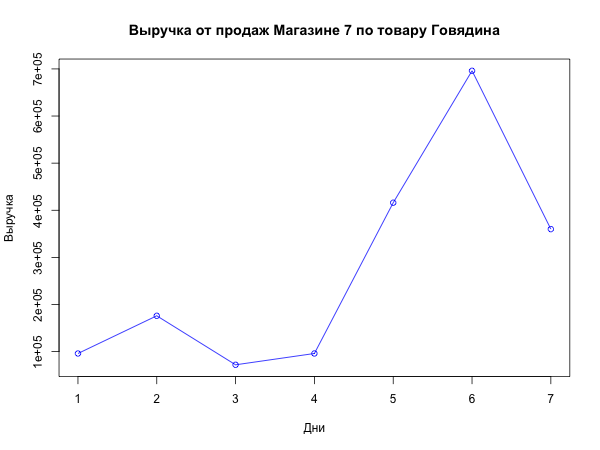 Выручка от продаж Магазине 7 по товару Говядина
Выручка
7e+05
6e+05
5e+05
4e+05
3e+05
2e+05
1e+05
1 2 3 4 5 6 7
Дни